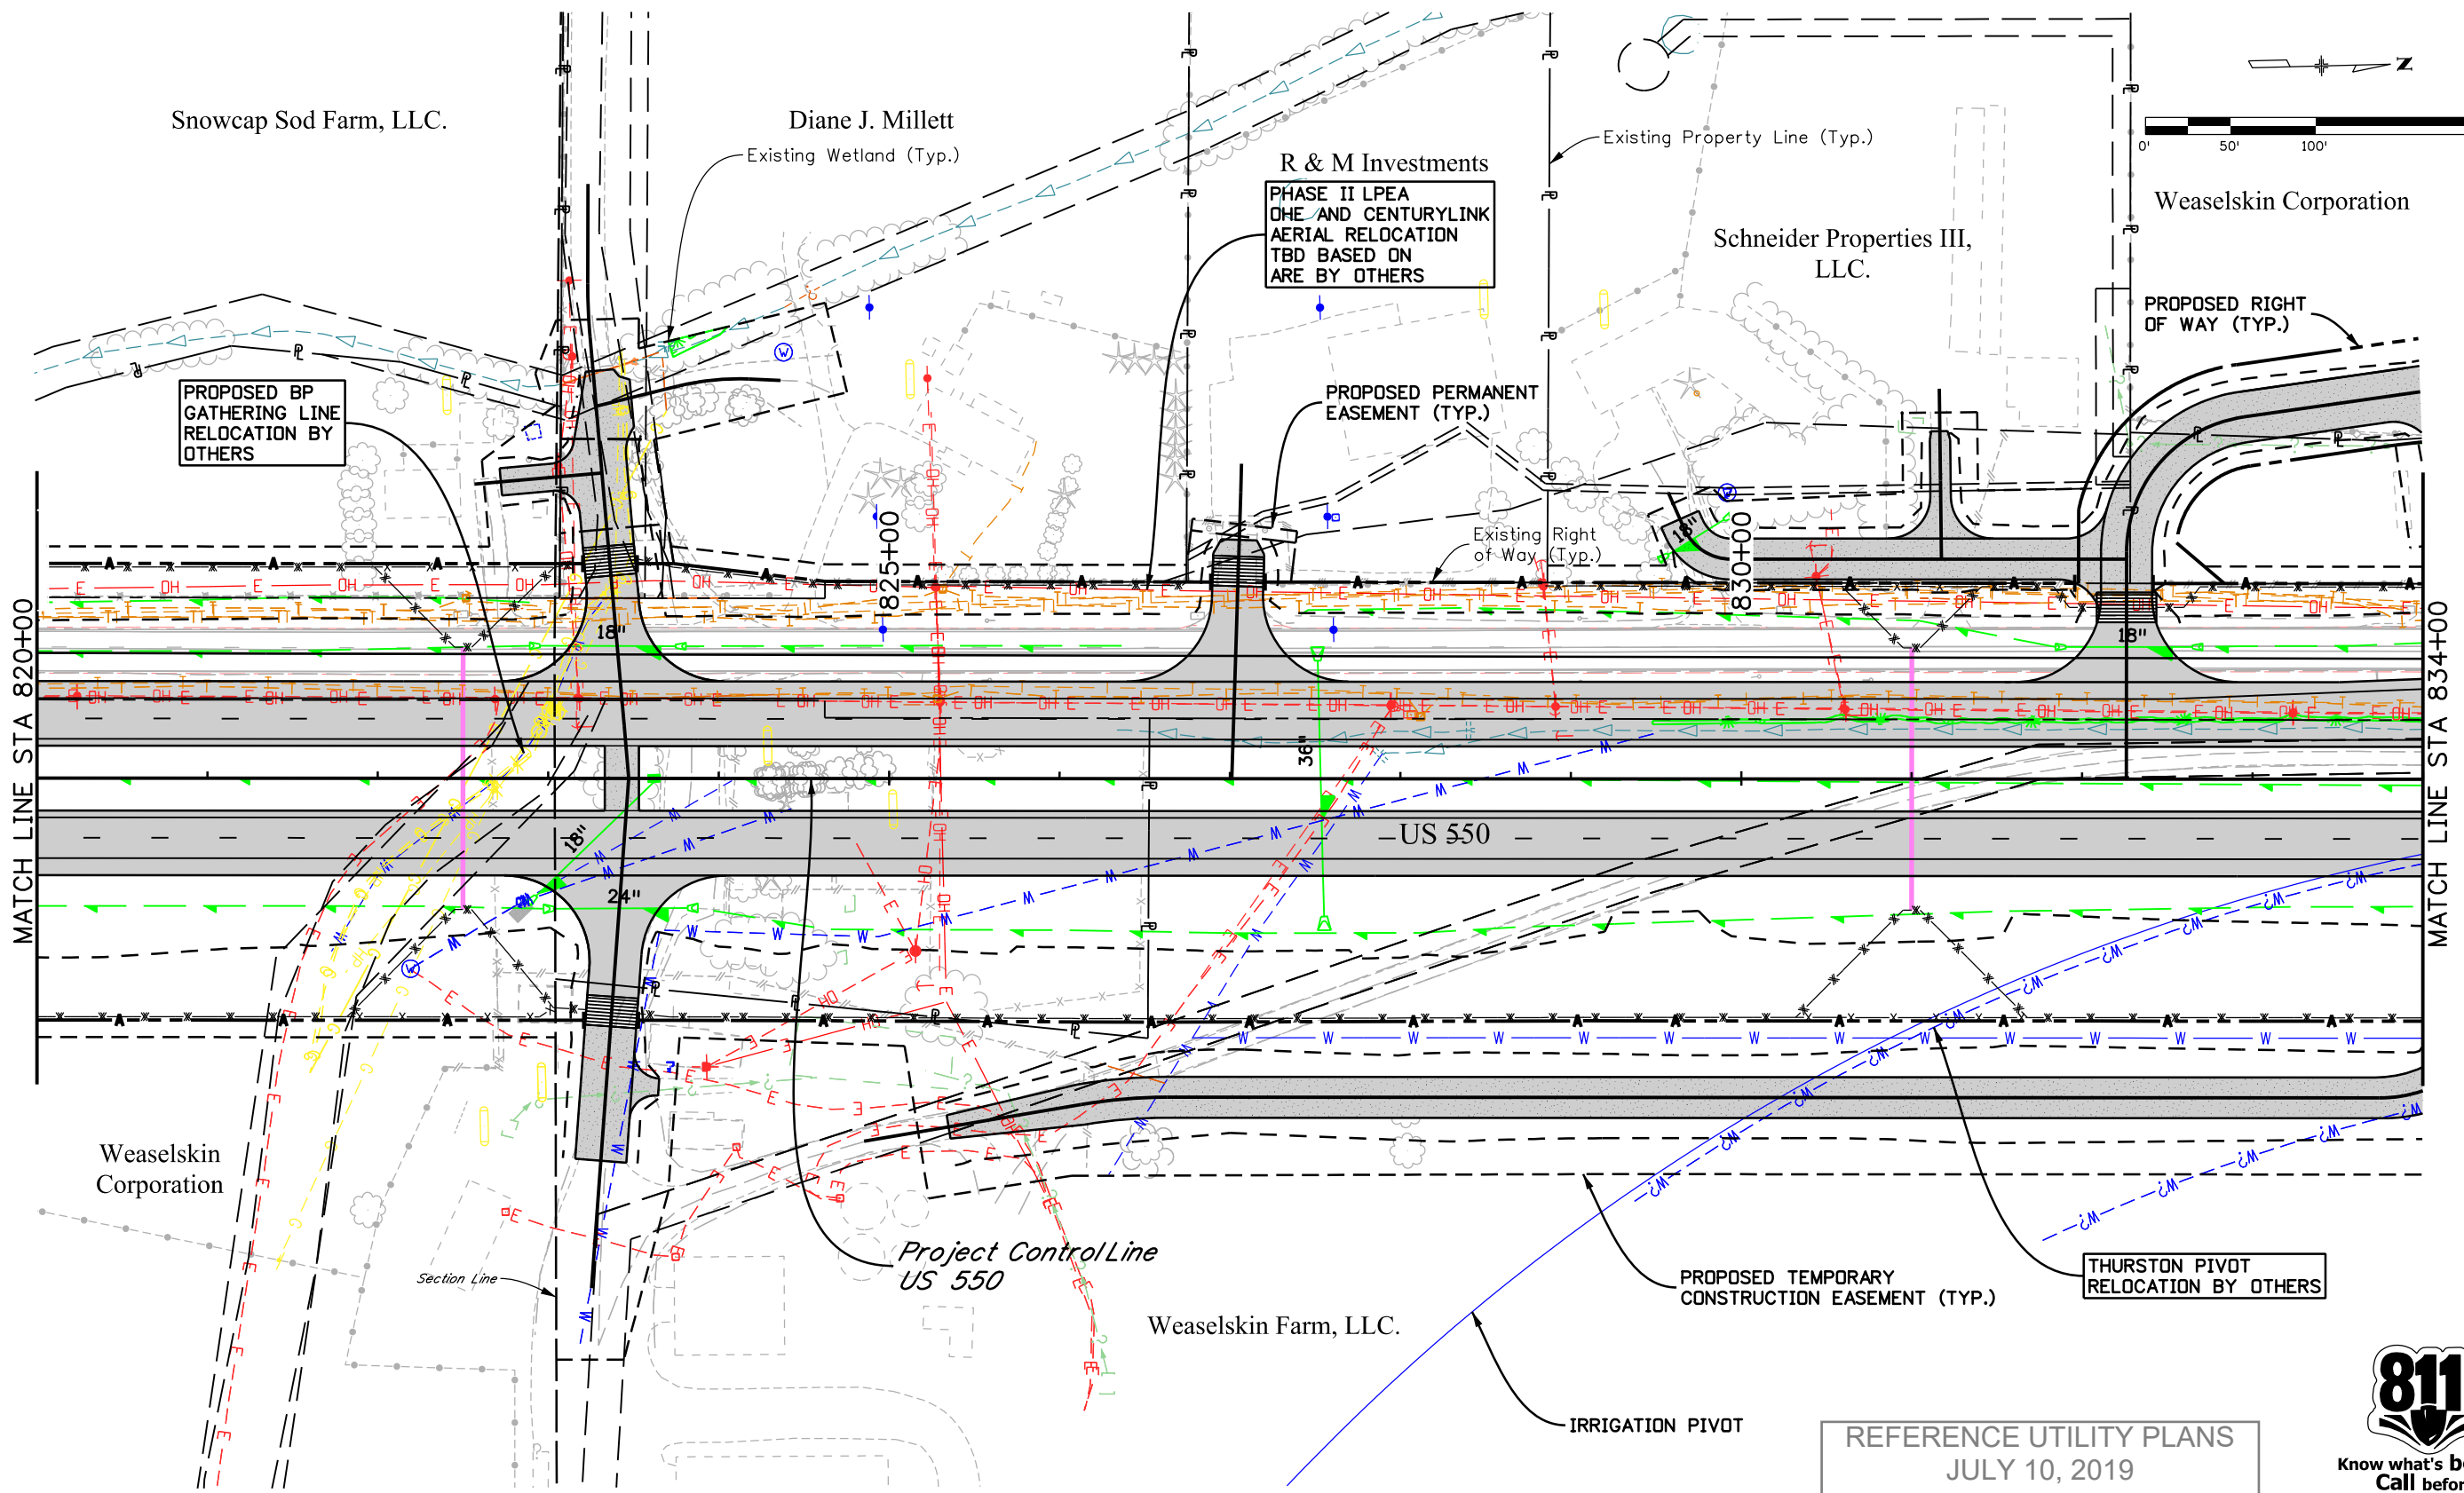 Snowcap Sod Farm, LLC.
Diane J. Millett
Existing Wetland (Typ.)
R & M Investments
PHASE II LPEA
OHE AND CENTURYLINK
AERIAL RELOCATION
TBD BASED ON
ARE BY OTHERS
Existing Property Line (Typ.)
N
0'
50'
100'
Weaselskin Corporation
Schneider Properties III,
LLC.
PROPOSED RIGHT
OF WAY (TYP.)
PROPOSED BP
GATHERING LINE
RELOCATION BY
OTHERS
PROPOSED PERMANENT
EASEMENT (TYP.)
Existing Right
of Way (Typ.)
825+00
830+00
18"
18"
18"
MATCH LINE STA 820+00
MATCH LINE STA 834+00
36"
US 550
18"
24"
Weaselskin
Corporation
Section Line
Project Control Line
US 550
PROPOSED TEMPORARY
CONSTRUCTION EASEMENT (TYP.)
THURSTON PIVOT
RELOCATION BY OTHERS
Weaselskin Farm, LLC.
IRRIGATION PIVOT
REFERENCE UTILITY PLANS
JULY 10, 2019
811
Know what's b
Call befor